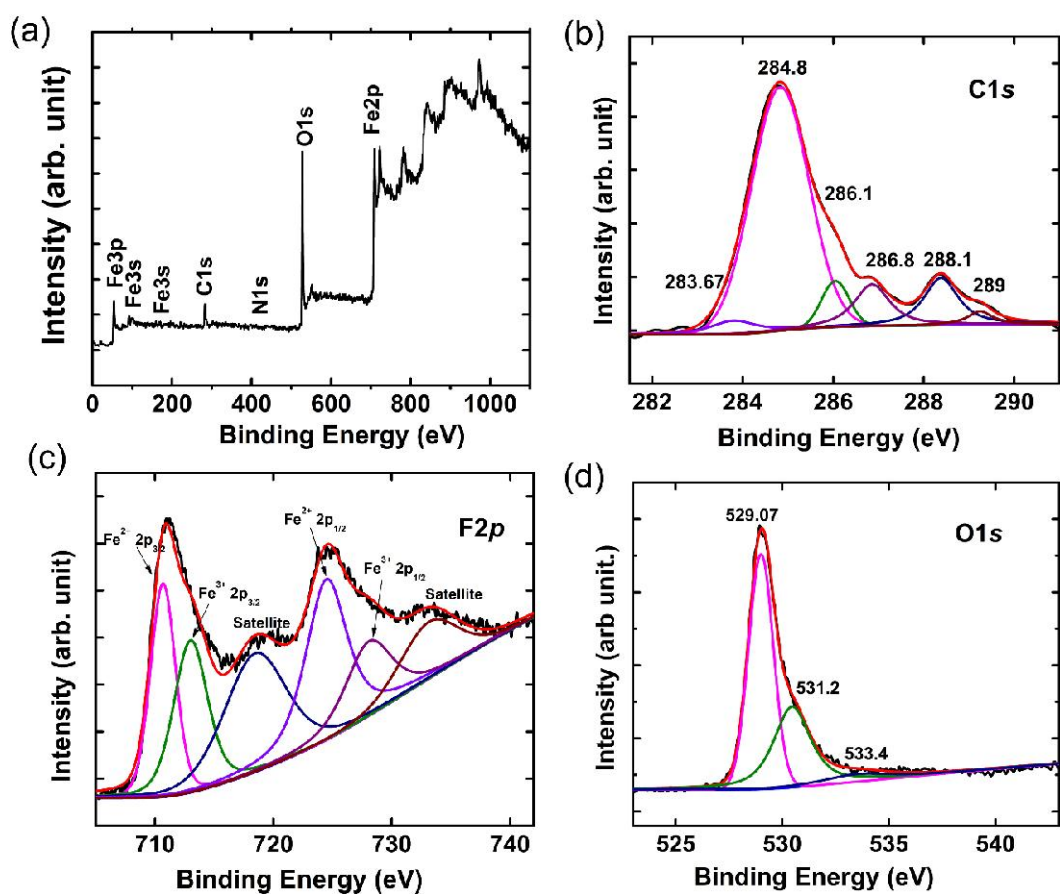 (a)
Intensity (arb. unit)
Fe3p
Fe3s
Fe3s
C1s
N1s
O1s
Fe2p
0 200 400 600 800 1000
Binding Energy (eV)
(b)
Intensity (arb. unit)
C1s
284.8
286.1
283.67
286.8
288.1
289
282 284 286 288 290
Binding Energy (eV)
(c)
Intensity (arb. unit)
F2p
Fe2- 2p3/2
Fe3+ 2p3/2
Satellite
Fe2+ 2p1/2
Fe3+ 2p1/2
Satellite
710 720 730 740
Binding Energy (eV)
(d)
Intensity (arb. unit.)
O1s
529.07
531.2
533.4
525 530 535 540
Binding Energy (eV)